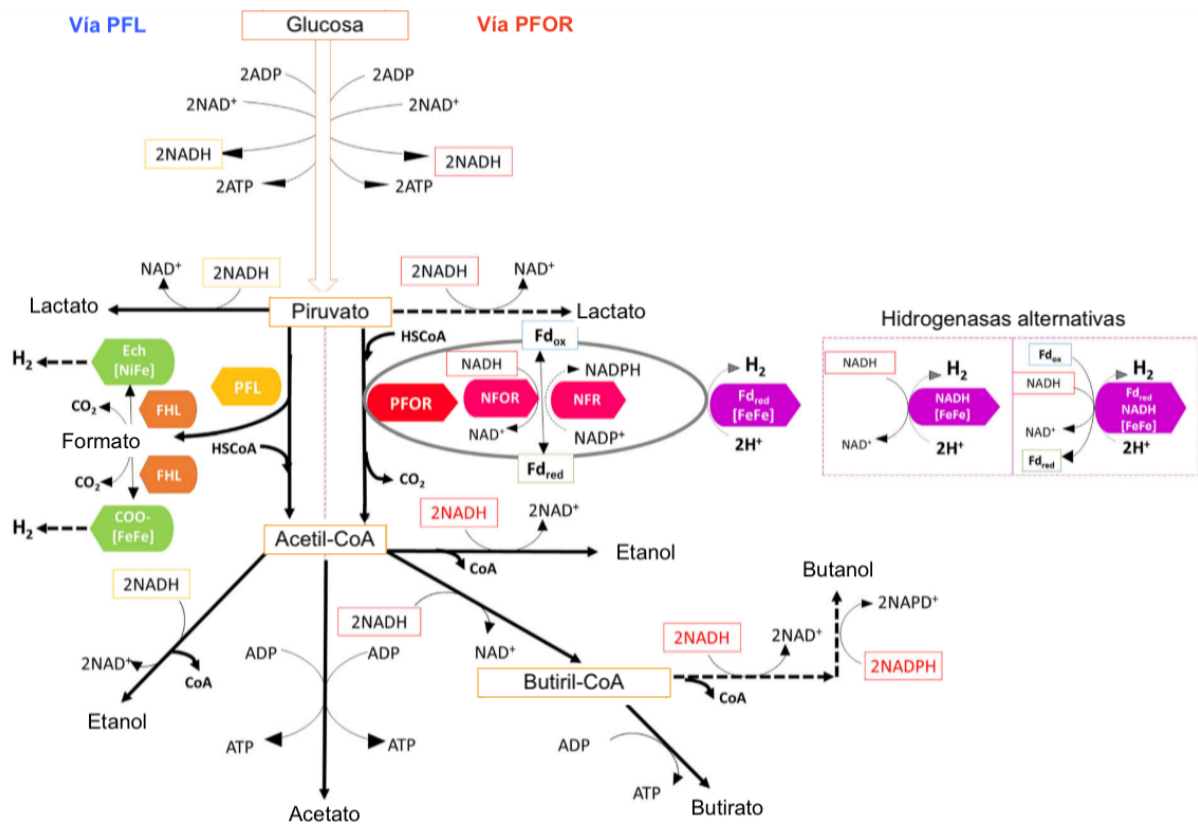 Vía PFL
Glucosa
Vía PFOR
2ADP
2ADP
2NAD⁺
2NAD⁺
2NADH
2NADH
2ATP
2ATP
NAD⁺
2NADH
2NADH
NAD⁺
Lactato
Piruvato
Lactato
Hidrogenasas alternativas
H₂
Ech
[NiFe]
PFL
CO₂
FHL
Formato
HSCoA
CO₂
FHL
H₂
COO-
[FeFe]
HSCoA
Fdox
NADH
NADPH
PFOR
NFOR
NFR
NAD⁺
NADP⁺
Fdred
CO₂
H₂
Fdred
[FeFe]
2H⁺
NADH
H₂
NADH
[FeFe]
NAD⁺
2H⁺
Fdox
H₂
NADH
Fdred
NADH
[FeFe]
NAD⁺
2H⁺
Fdred
Acetil-CoA
2NADH
2NAD⁺
CoA
Etanol
2NADH
2NAD⁺
CoA
Etanol
ADP
ADP
ATP
ATP
Acetato
2NADH
NAD⁺
Butiril-CoA
2NADH
2NAD⁺
CoA
Butanol
2NAPD⁺
2NADPH
ADP
ATP
Butirato